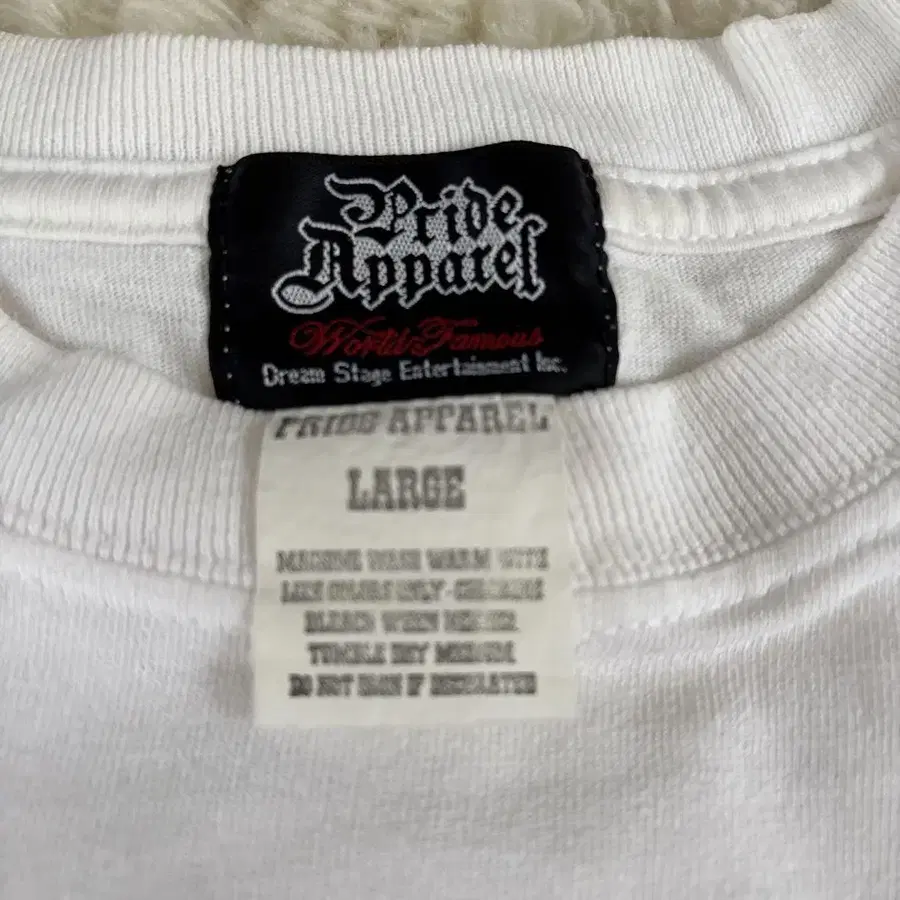 Pride
Apparel
World Famous
Dream Stage Entertainment Inc.
PRIDE APPAREL
LARGE
MACHINE WASH WARM WITH
LIKE COLORS ONLY-
BLEACH WHEN NEEDED.
TUMBLE DRY MEDIUM.
DO NOT IRON IF DECORATED